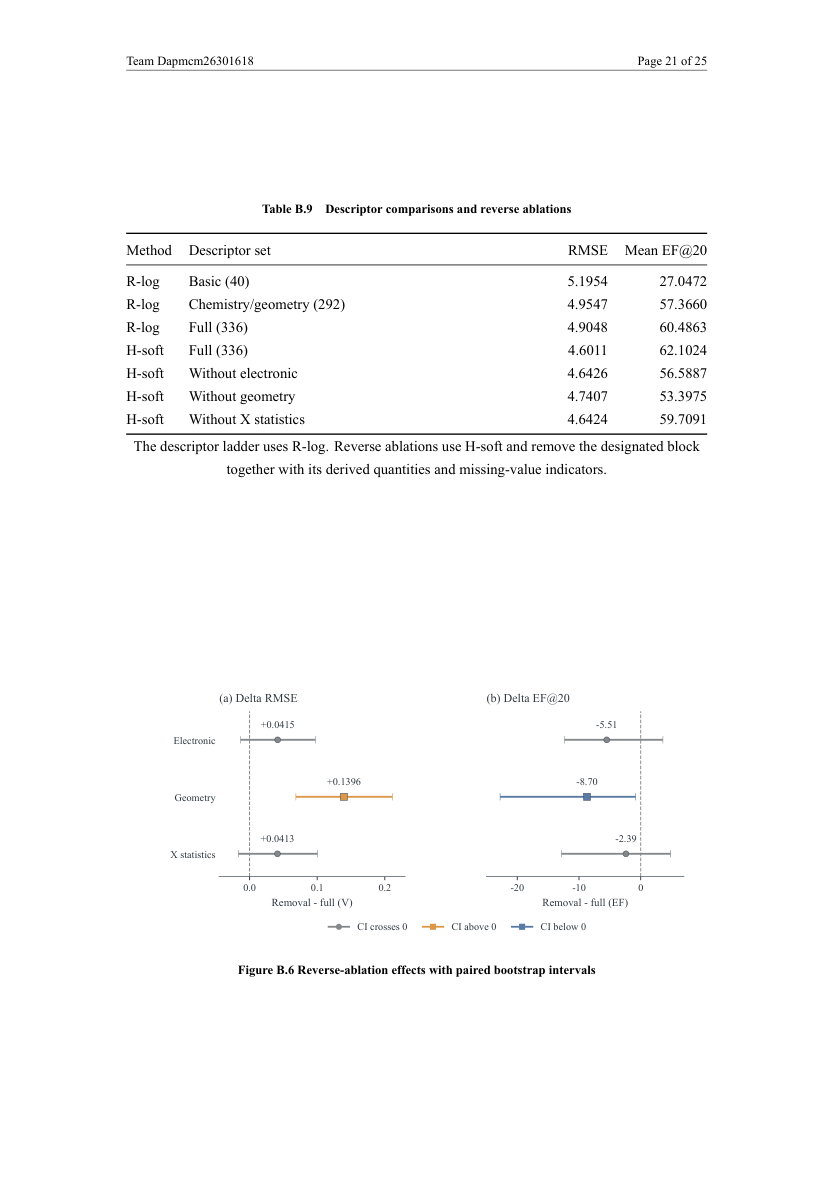 Team Dapmcm26301618 Page 21 of 25
Table B.9 Descriptor comparisons and reverse ablations
Method Descriptor set RMSE Mean EF@20
R-log Basic (40) 5.1954 27.0472
R-log Chemistry/geometry (292) 4.9547 57.3660
R-log Full (336) 4.9048 60.4863
H-soft Full (336) 4.6011 62.1024
H-soft Without electronic 4.6426 56.5887
H-soft Without geometry 4.7407 53.3975
H-soft Without X statistics 4.6424 59.7091
The descriptor ladder uses R-log. Reverse ablations use H-soft and remove the designated block
together with its derived quantities and missing-value indicators.
(a) Delta RMSE (b) Delta EF@20
+0.0415 -5.51
Electronic
+0.1396 -8.70
Geometry
+0.0413 -2.39
X statistics
0.0 0.1 0.2 -20 -10 0
Removal - full (V) Removal - full (EF)
CI crosses 0 CI above 0 CI below 0
Figure B.6 Reverse-ablation effects with paired bootstrap intervals